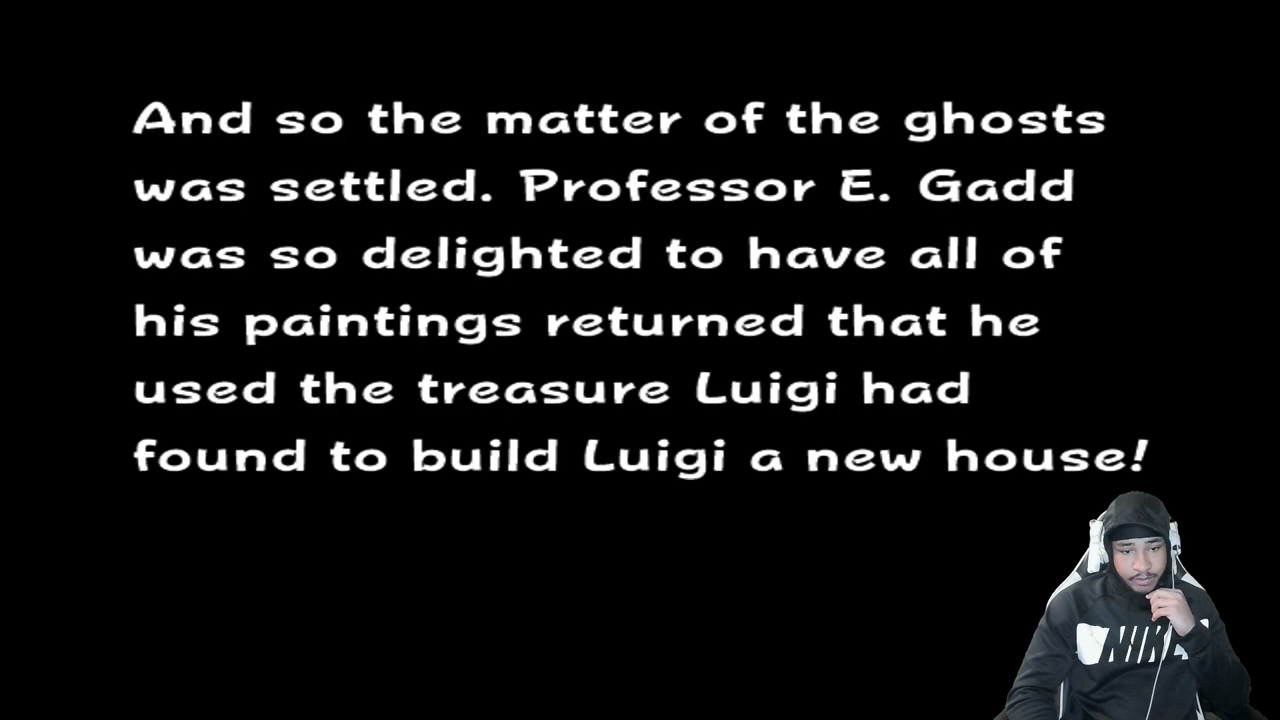 And so the matter of the ghosts
was settled. Professor E. Gadd
was so delighted to have all of
his paintings returned that he
used the treasure Luigi had
found to build Luigi a new house!
NIKE